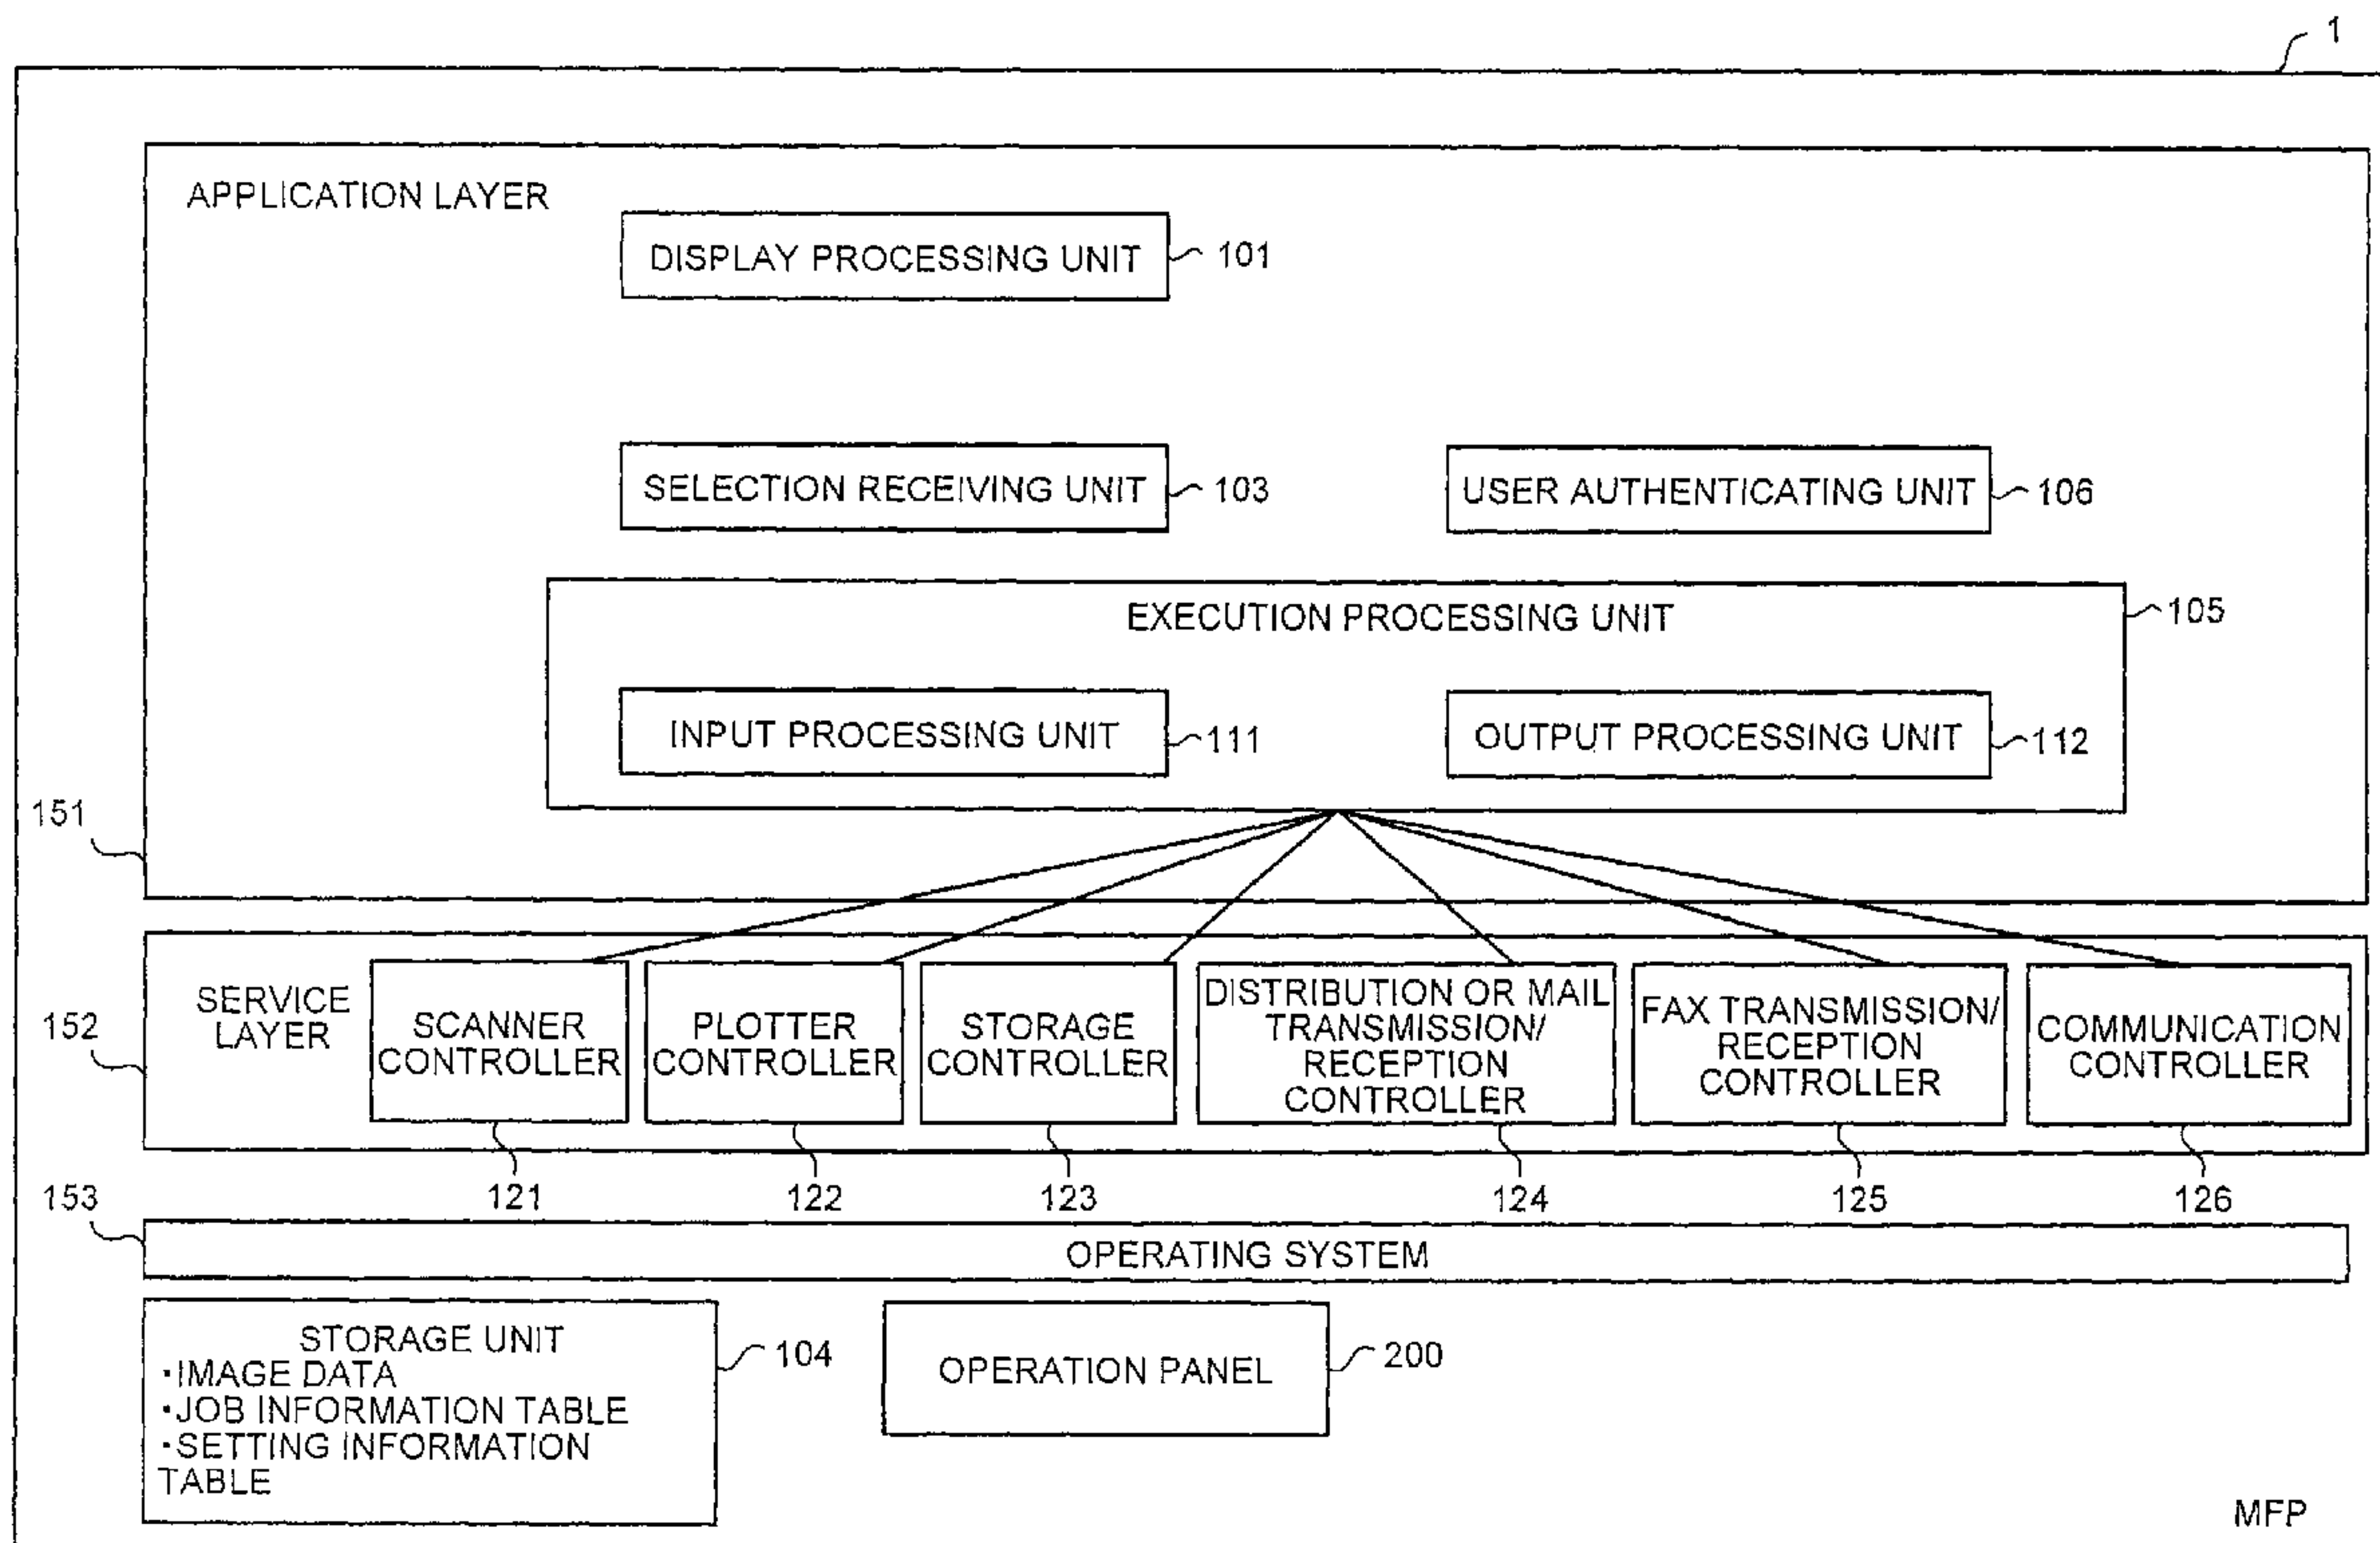 1
APPLICATION LAYER
DISPLAY PROCESSING UNIT
101
SELECTION RECEIVING UNIT
103
USER AUTHENTICATING UNIT
106
EXECUTION PROCESSING UNIT
105
INPUT PROCESSING UNIT
111
OUTPUT PROCESSING UNIT
112
151
152
SERVICE
LAYER
SCANNER
CONTROLLER
PLOTTER
CONTROLLER
STORAGE
CONTROLLER
DISTRIBUTION OR MAIL
TRANSMISSION/
RECEPTION
CONTROLLER
FAX TRANSMISSION/
RECEPTION
CONTROLLER
COMMUNICATION
CONTROLLER
121
122
123
124
125
126
153
OPERATING SYSTEM
STORAGE UNIT
·IMAGE DATA
·JOB INFORMATION TABLE
·SETTING INFORMATION
TABLE
104
OPERATION PANEL
200
MFP